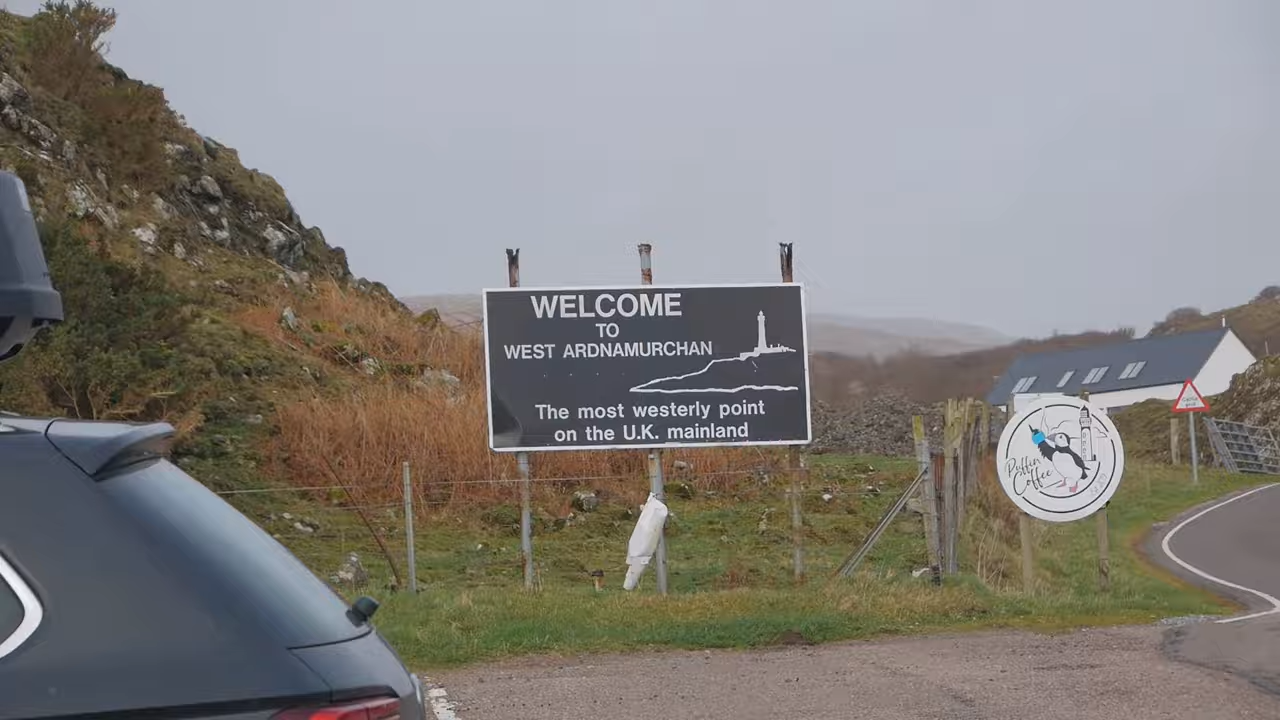 WELCOME
TO
WEST ARDNAMURCHAN
The most westerly point
on the U.K. mainland
Puffin
Coffee